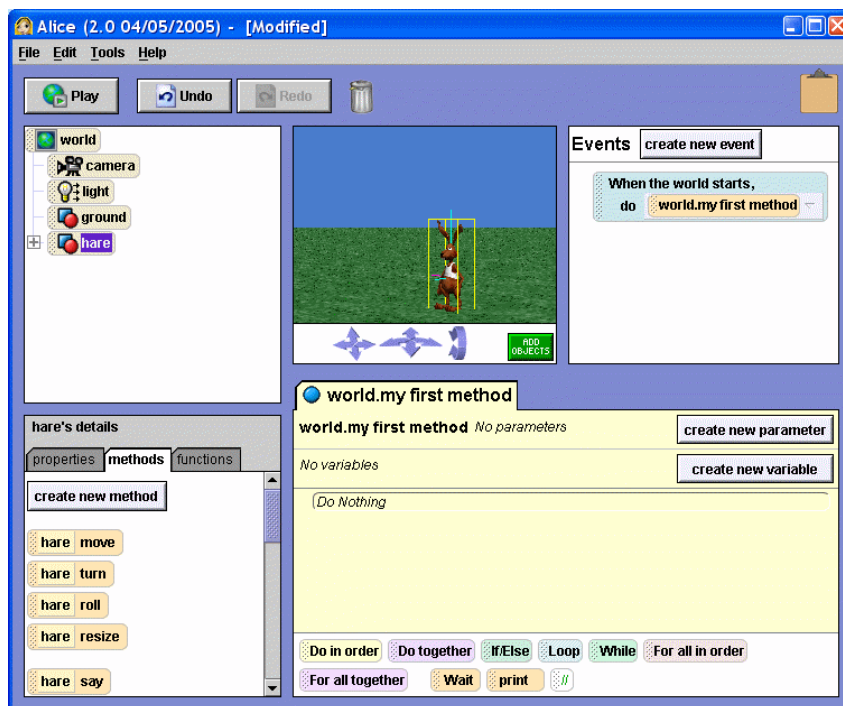 Alice (2.0 04/05/2005) - [Modified]
File Edit Tools Help
Play Undo Redo
world
camera
light
ground
hare
ADD
OBJECTS
Events create new event
When the world starts,
do world.my first method
hare's details
properties methods functions
create new method
hare move
hare turn
hare roll
hare resize
hare say
world.my first method
world.my first method No parameters create new parameter
No variables create new variable
Do Nothing
Do in order Do together If/Else Loop While For all in order
For all together Wait print //